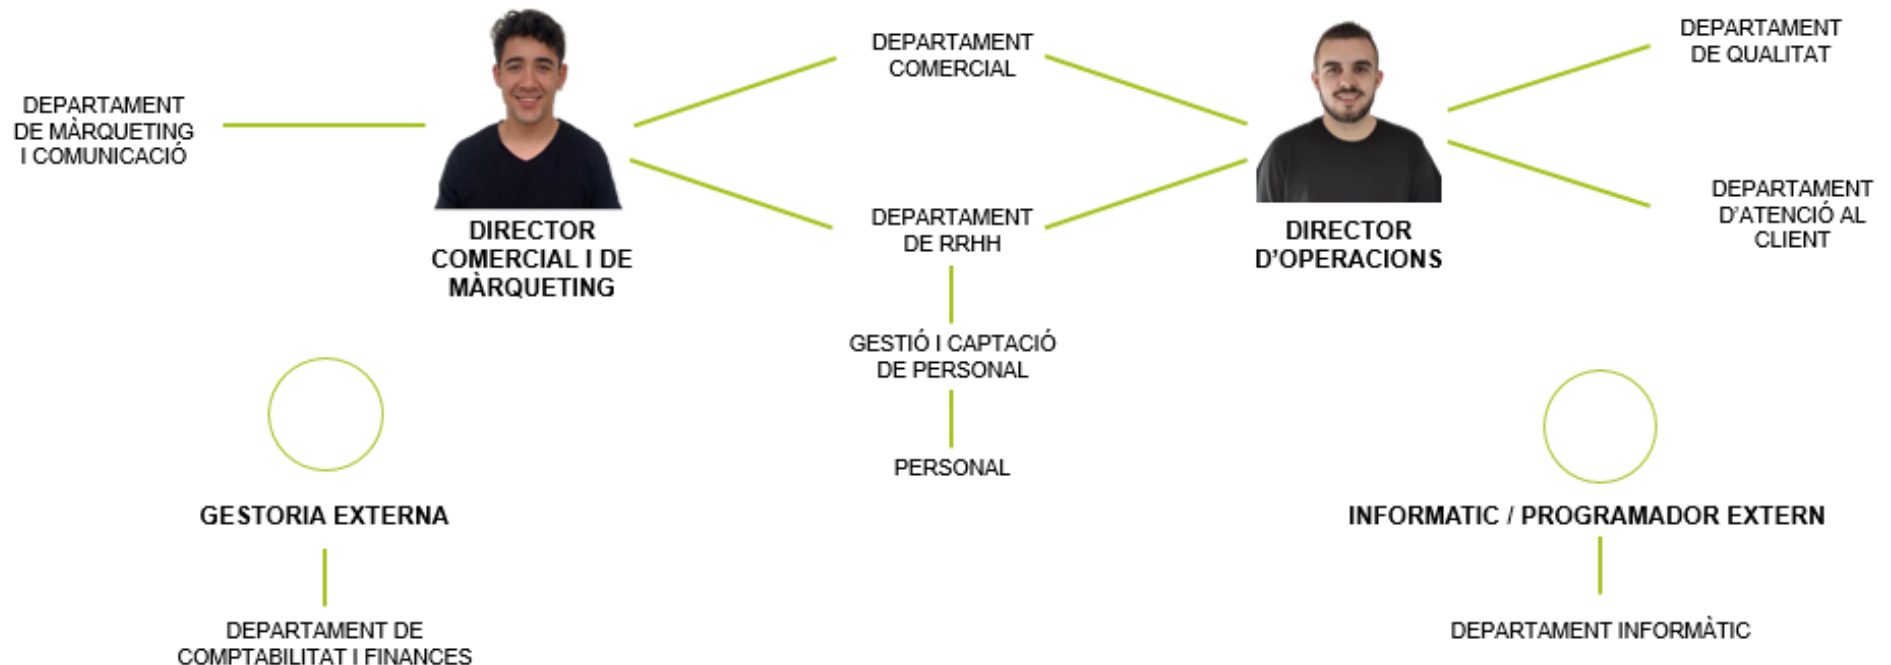 DEPARTAMENT
DE MÀRQUETING
I COMUNICACIÓ
DIRECTOR
COMERCIAL I DE
MÀRQUETING
DEPARTAMENT
COMERCIAL
DEPARTAMENT
DE RRHH
GESTIÓ I CAPTACIÓ
DE PERSONAL
PERSONAL
DIRECTOR
D'OPERACIONS
DEPARTAMENT
DE QUALITAT
DEPARTAMENT
D'ATENCIÓ AL
CLIENT
GESTORIA EXTERNA
DEPARTAMENT DE
COMPTABILITAT I FINANCES
INFORMATIC / PROGRAMADOR EXTERN
DEPARTAMENT INFORMÀTIC